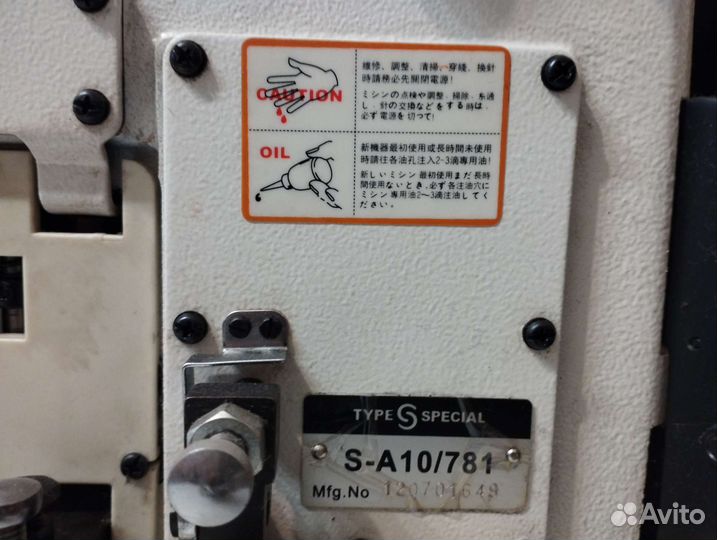 CAUTION
維修、調整、清掃、穿綫、換針
時請務必先關閉電源!
ミシンの点検や調整、掃除、糸通
し、針の交換などをする時は、
必ず電源を切つて!
OIL
新機器最初使用或長時間未使用
時請往各油孔注入2-3滴專用油!
新しいミシン最初使用まだ長時
間使用ないとき、必ず各注油穴に
ミシン専用油2〜3滴注油してく
ださい。
TYPE S SPECIAL
S-A10/781
Mfg.No 120701649
Avito